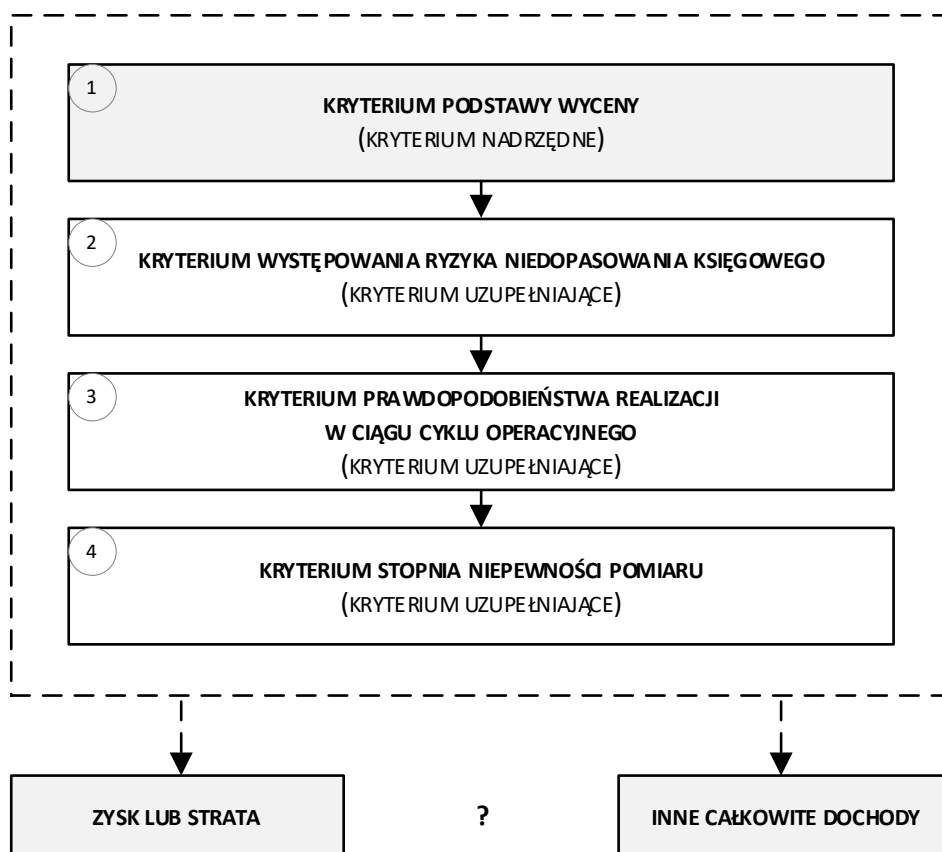 1
KRYTERIUM PODSTAWY WYCENY
(KRYTERIUM NADRZĘDNE)
2
KRYTERIUM WYSTĘPOWANIA RYZYKA NIEDOPASOWANIA KSIĘGOWEGO
(KRYTERIUM UZUPEŁNIAJĄCE)
3
KRYTERIUM PRAWDOPODOBIEŃSTWA REALIZACJI
W CIĄGU CYKLU OPERACYJNEGO
(KRYTERIUM UZUPEŁNIAJĄCE)
4
KRYTERIUM STOPNIA NIEPEWNOŚCI POMIARU
(KRYTERIUM UZUPEŁNIAJĄCE)
ZYSK LUB STRATA
?
INNE CAŁKOWITE DOCHODY